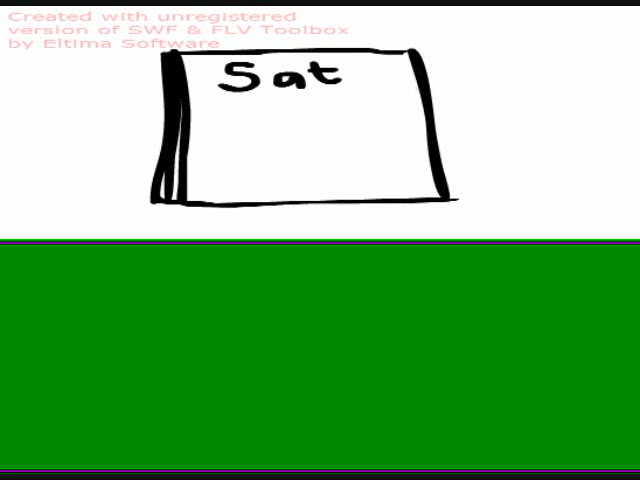 Created with unregistered
version of SWF & FLV Toolbox
by Eltima Software
Sat